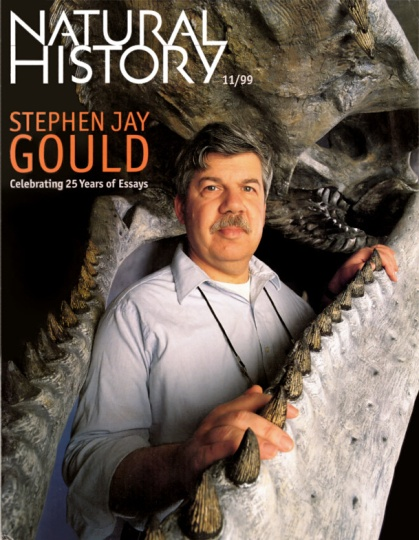 NATURAL
HISTORY
11/99
STEPHEN JAY
GOULD
Celebrating 25 Years of Essays